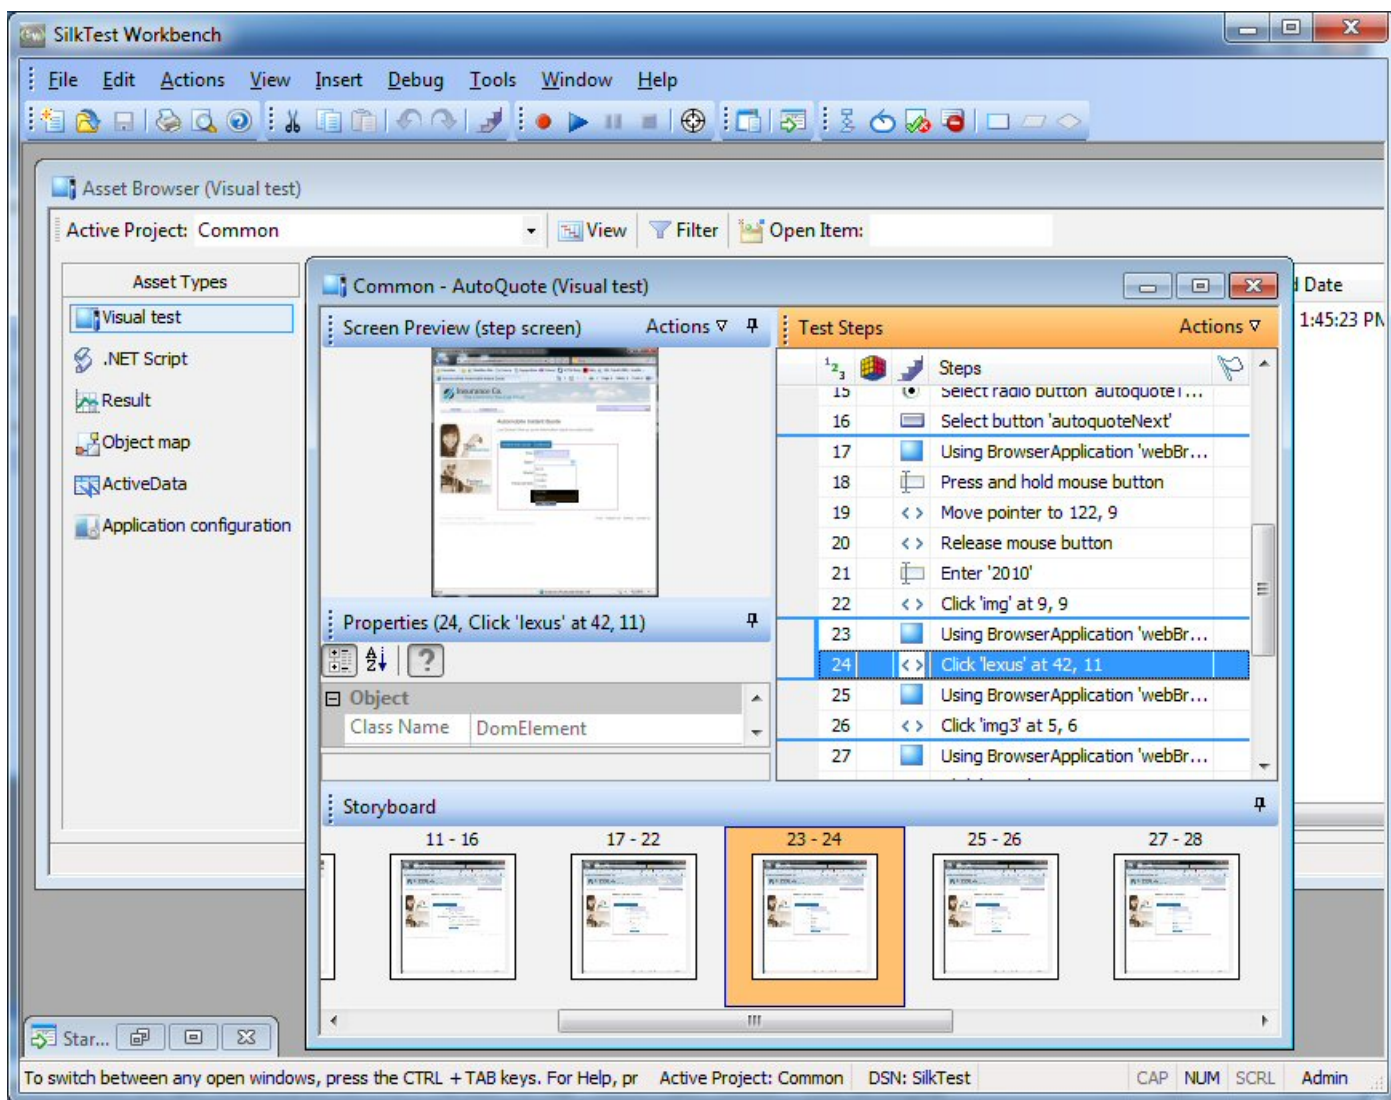 SilkTest Workbench
File Edit Actions View Insert Debug Tools Window Help
Asset Browser (Visual test)
Active Project: Common View Filter Open Item:
Asset Types
Visual test
.NET Script
Result
Object map
ActiveData
Application configuration
d Date
1:45:23 PM
Common - AutoQuote (Visual test)
Screen Preview (step screen) Actions
Insurance Co.
Automobile Instant Quote
Properties (24, Click 'lexus' at 42, 11)
Object
Class Name DomElement
Test Steps Actions
Steps
15 Select radio button 'autoquoteT...
16 Select button 'autoquoteNext'
17 Using BrowserApplication 'webBr...
18 Press and hold mouse button
19 Move pointer to 122, 9
20 Release mouse button
21 Enter '2010'
22 Click 'img' at 9, 9
23 Using BrowserApplication 'webBr...
24 Click 'lexus' at 42, 11
25 Using BrowserApplication 'webBr...
26 Click 'img3' at 5, 6
27 Using BrowserApplication 'webBr...
Storyboard
11 - 16 17 - 22 23 - 24 25 - 26 27 - 28
Star...
To switch between any open windows, press the CTRL + TAB keys. For Help, pr Active Project: Common DSN: SilkTest CAP NUM SCRL Admin